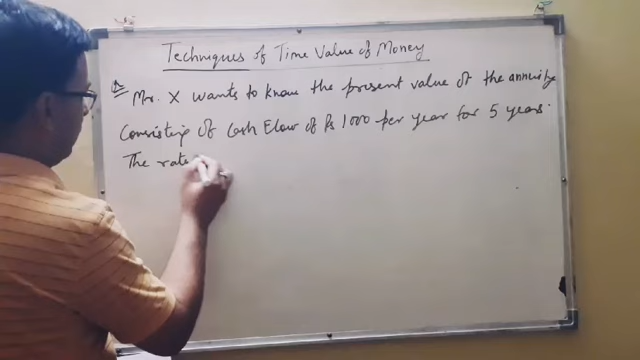 Techniques of Time Value of Money
Q Mr. X wants to know the present value of the annuity
Consisting of Cash Flow of Rs 1000 per year for 5 years.
The rate